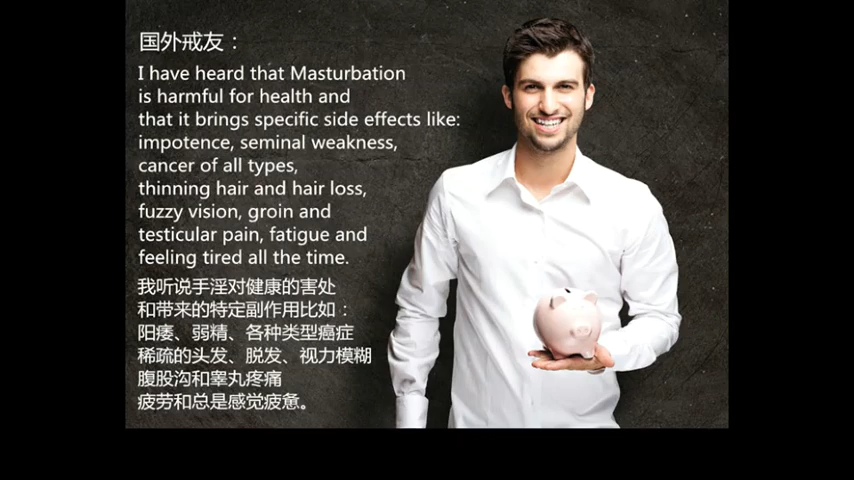 国外戒友：
I have heard that Masturbation
is harmful for health and
that it brings specific side effects like:
impotence, seminal weakness,
cancer of all types,
thinning hair and hair loss,
fuzzy vision, groin and
testicular pain, fatigue and
feeling tired all the time.
我听说手淫对健康的害处
和带来的特定副作用比如：
阳痿、弱精、各种类型癌症
稀疏的头发、脱发、视力模糊
腹股沟和睾丸疼痛
疲劳和总是感觉疲惫。